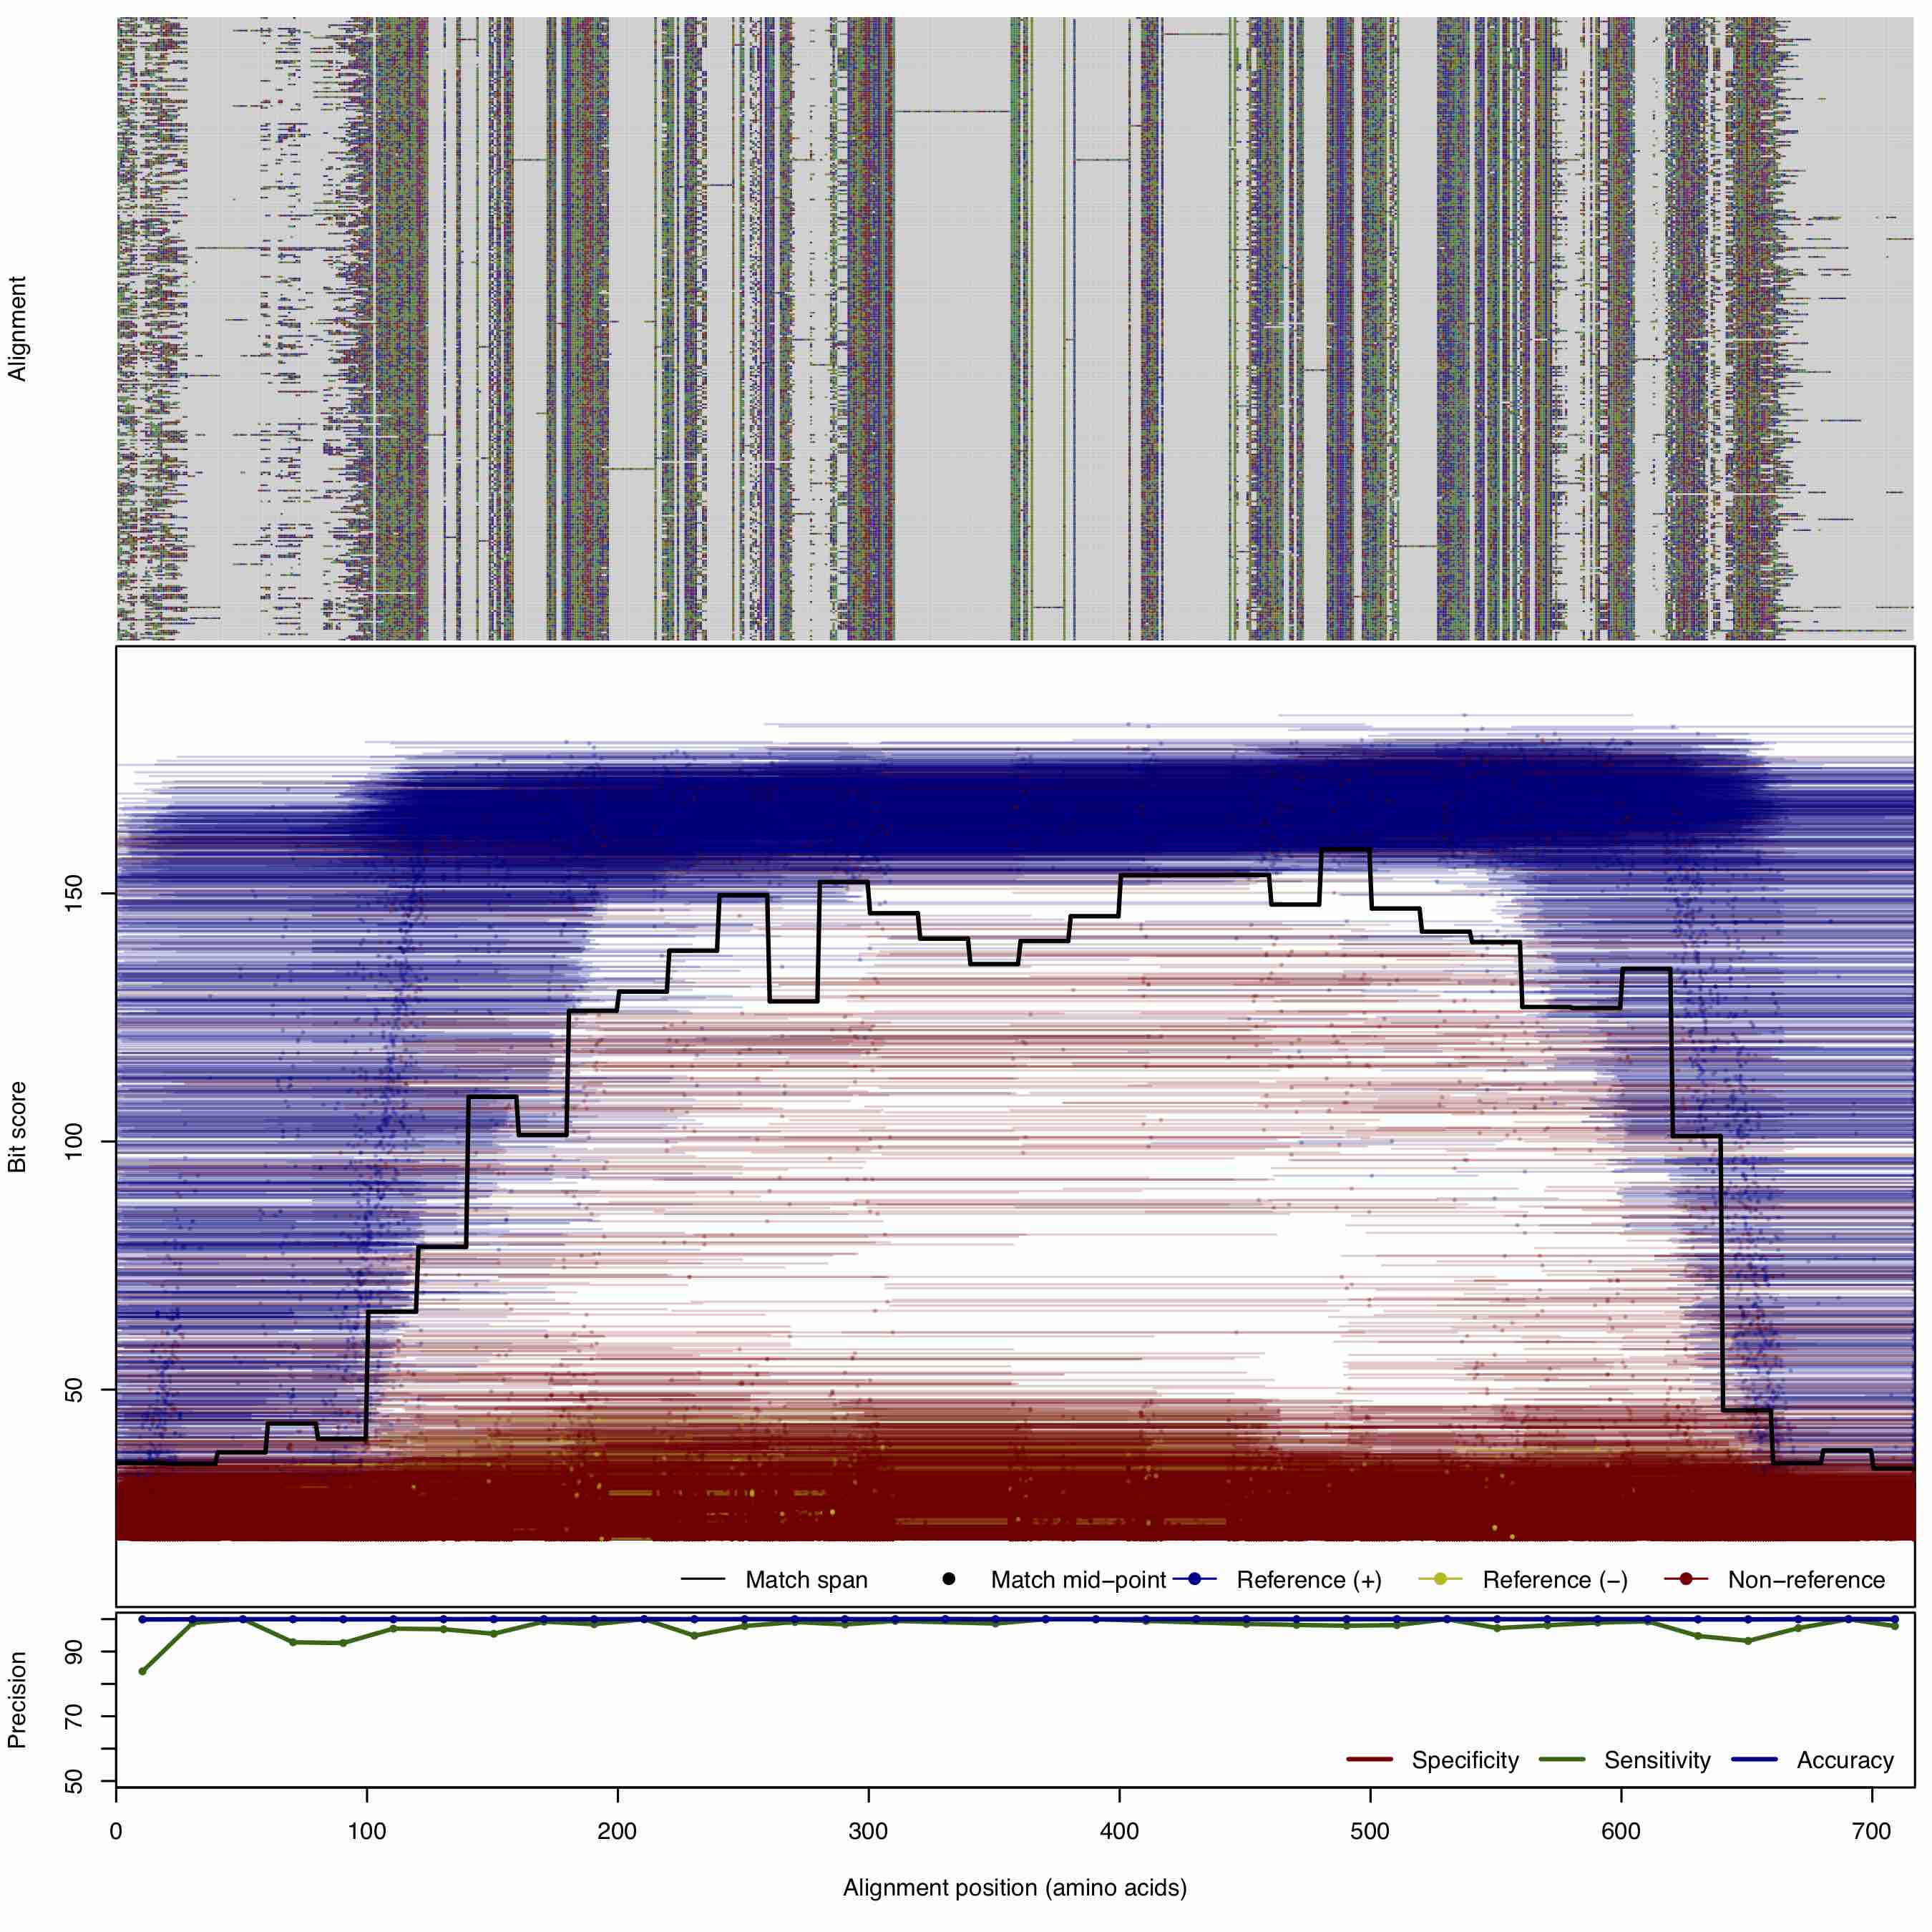 Alignment
Bit score
150
100
50
Match span Match mid−point Reference (+) Reference (−) Non−reference
Precision
90
70
50
Specificity Sensitivity Accuracy
0 100 200 300 400 500 600 700
Alignment position (amino acids)